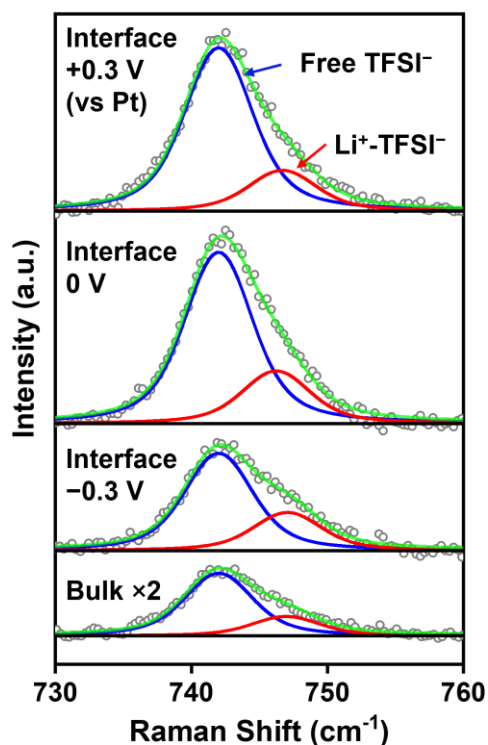 Interface
+0.3 V
(vs Pt)
Free TFSI⁻
Li⁺-TFSI⁻
Interface
0 V
Interface
−0.3 V
Bulk ×2
Intensity (a.u.)
730 740 750 760
Raman Shift (cm⁻¹)